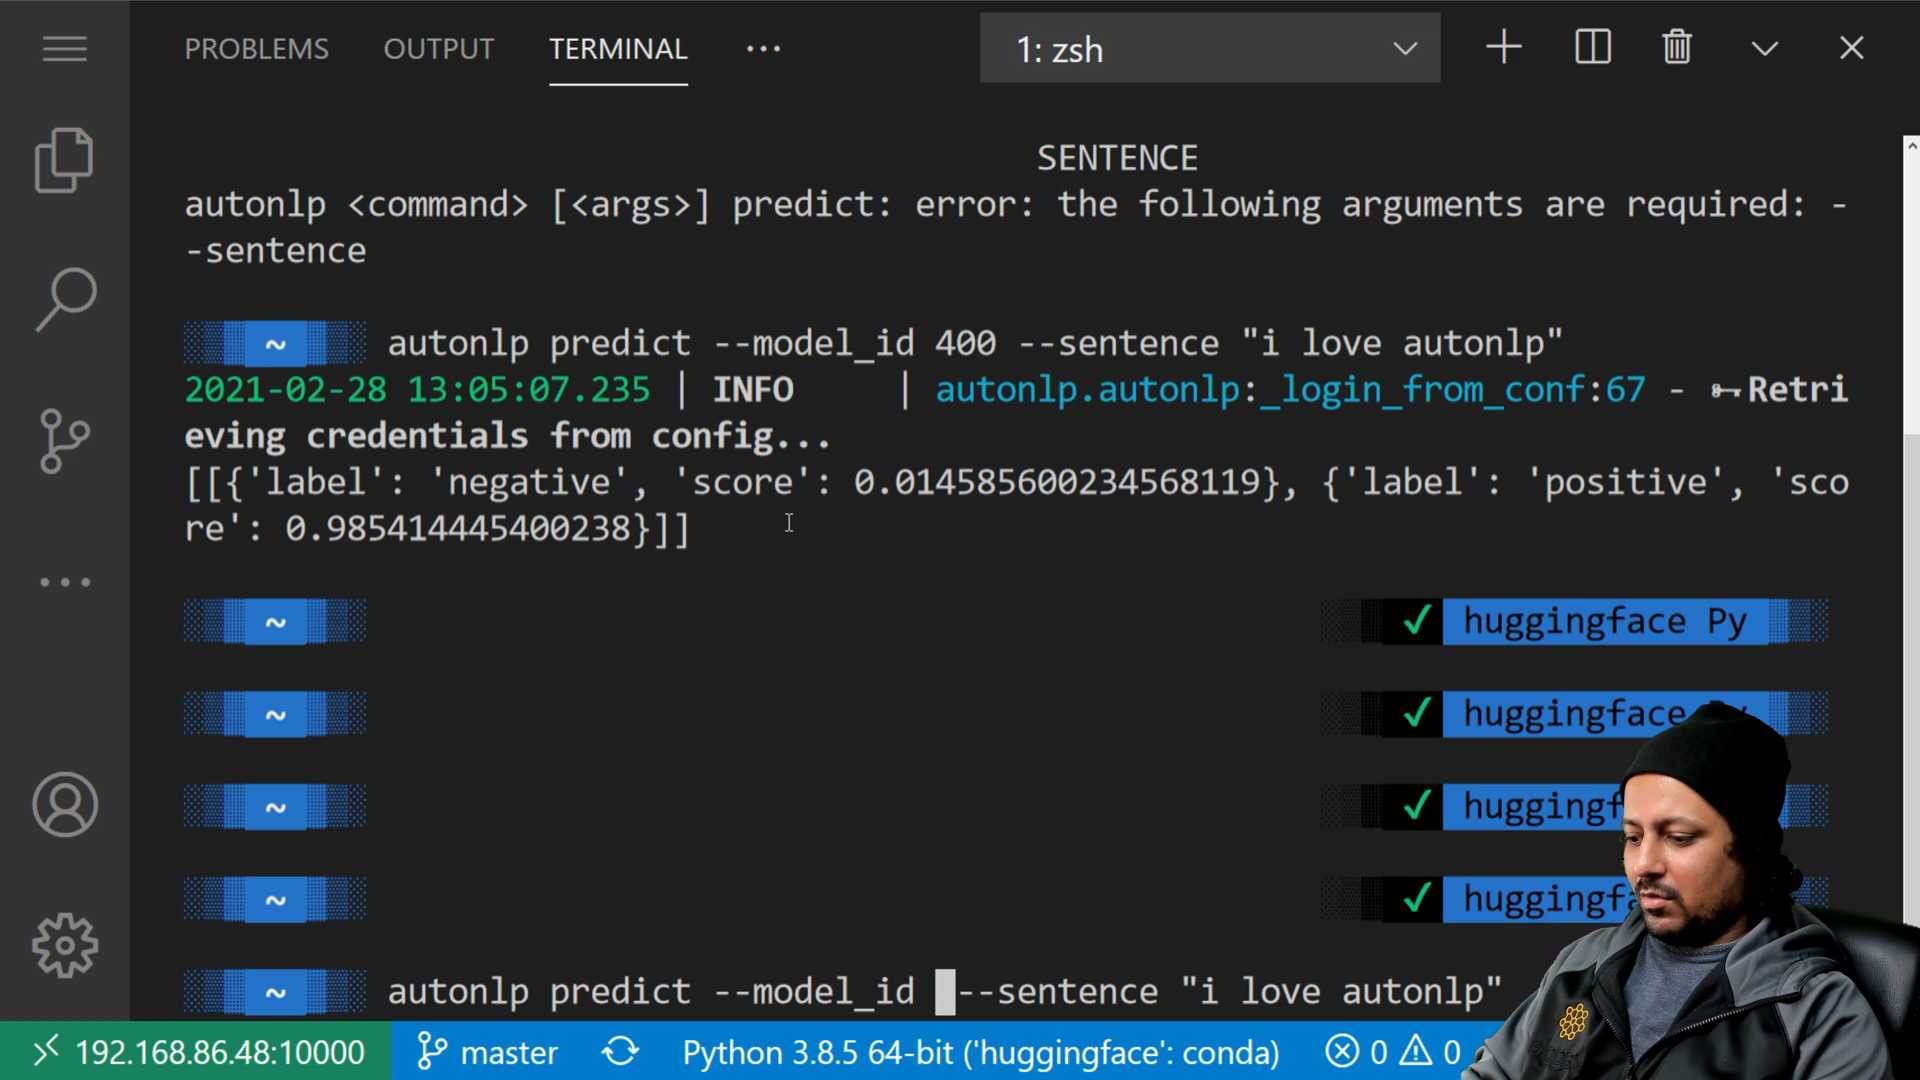 PROBLEMS OUTPUT TERMINAL ··· 1: zsh
SENTENCE
autonlp <command> [<args>] predict: error: the following arguments are required: -
-sentence
~ autonlp predict --model_id 400 --sentence "i love autonlp"
2021-02-28 13:05:07.235 | INFO | autonlp.autonlp:_login_from_conf:67 - 🗝Retri
eving credentials from config...
[[{'label': 'negative', 'score': 0.014585600234568119}, {'label': 'positive', 'sco
re': 0.985414445400238}]]
~ ✓ huggingface Py
~ ✓ huggingface
~ ✓
~ ✓
~ autonlp predict --model_id --sentence "i love autonlp"
192.168.86.48:10000 master Python 3.8.5 64-bit ('huggingface': conda) 0 0